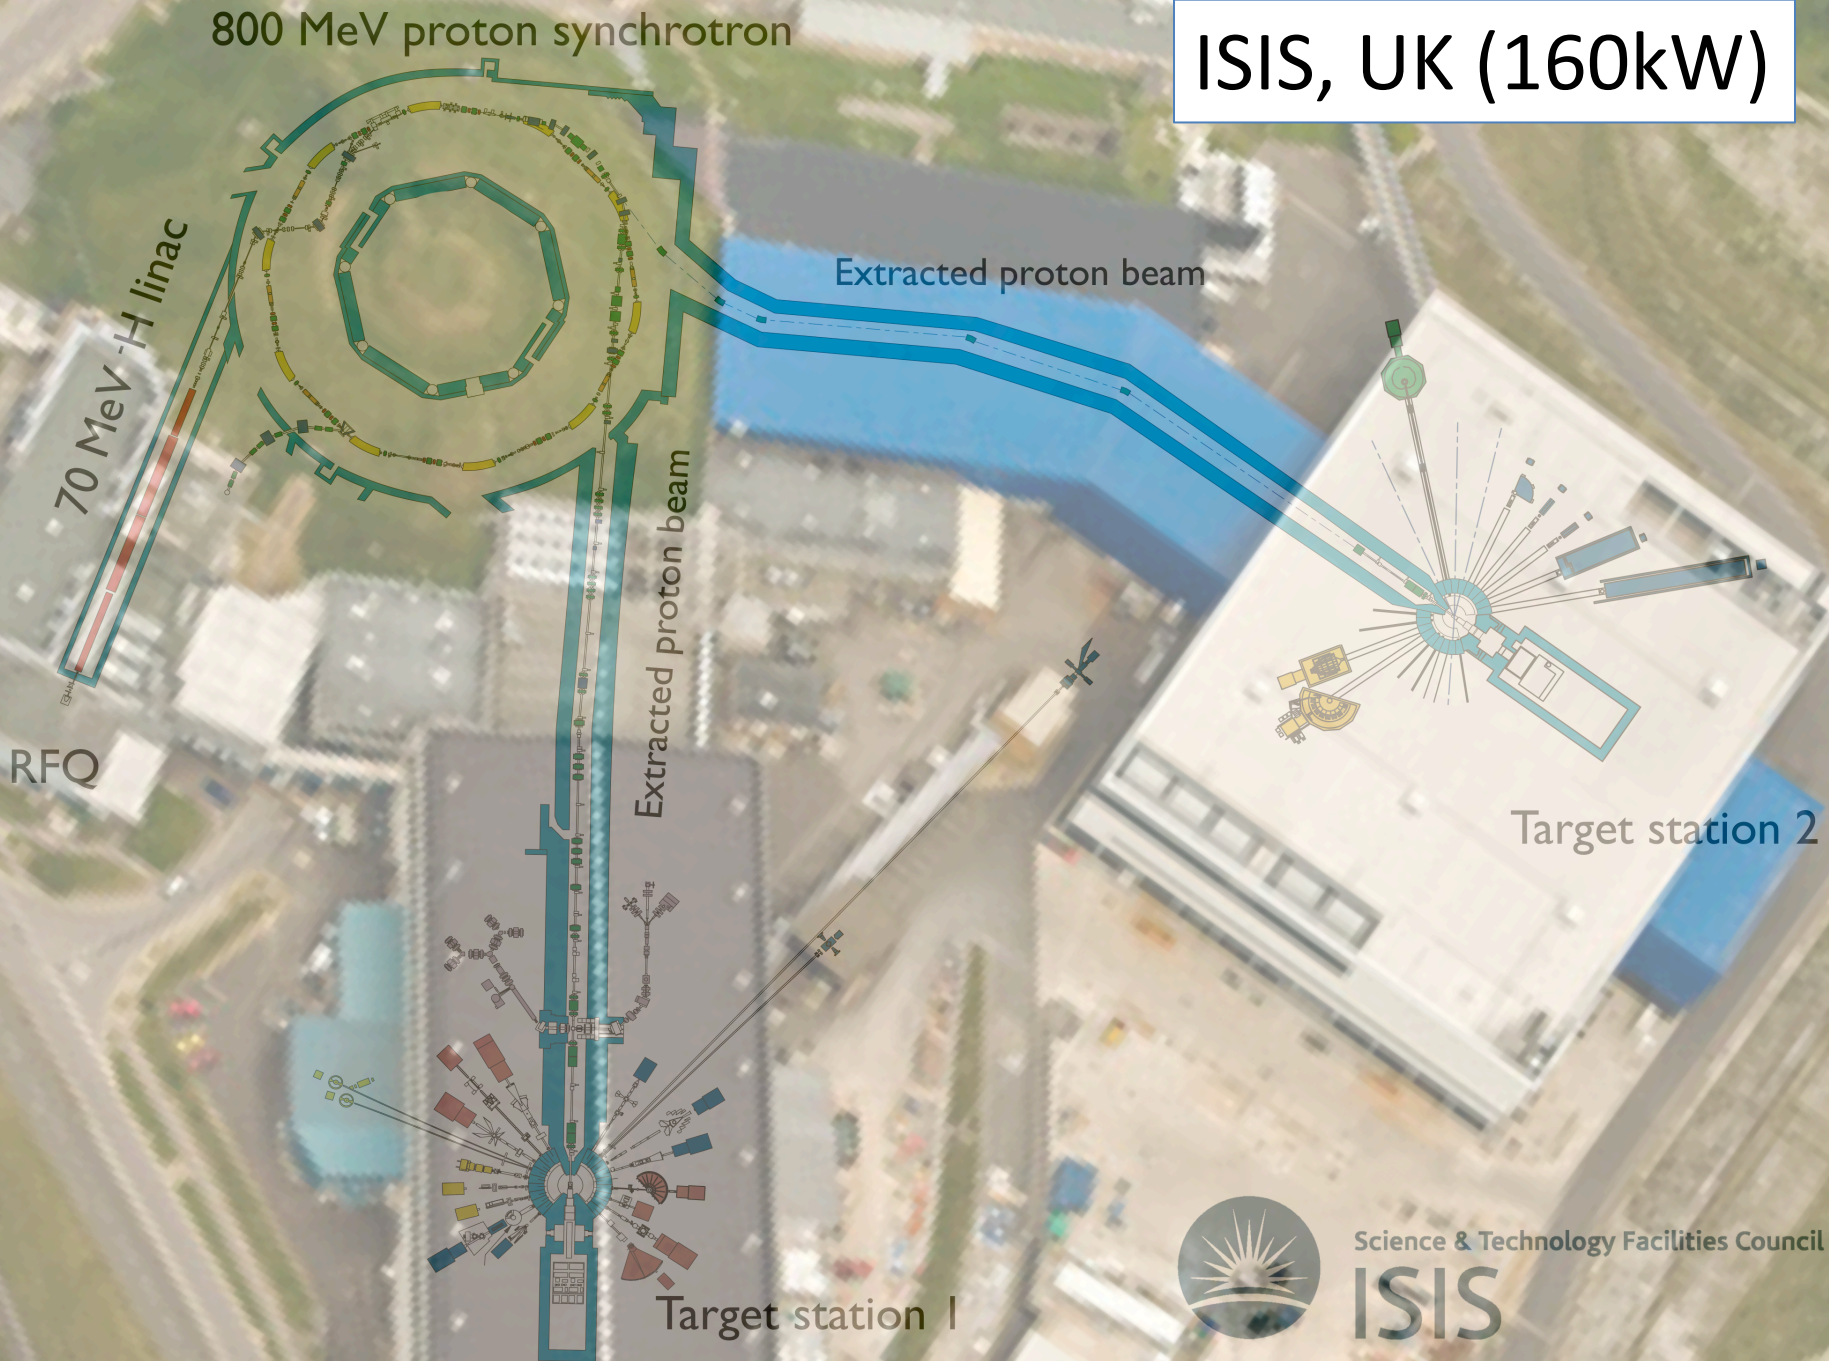 800 MeV proton synchrotron
ISIS, UK (160kW)
Extracted proton beam
70 MeV -H linac
Extracted proton beam
RFQ
Target station 2
Target station 1
Science & Technology Facilities Council
ISIS